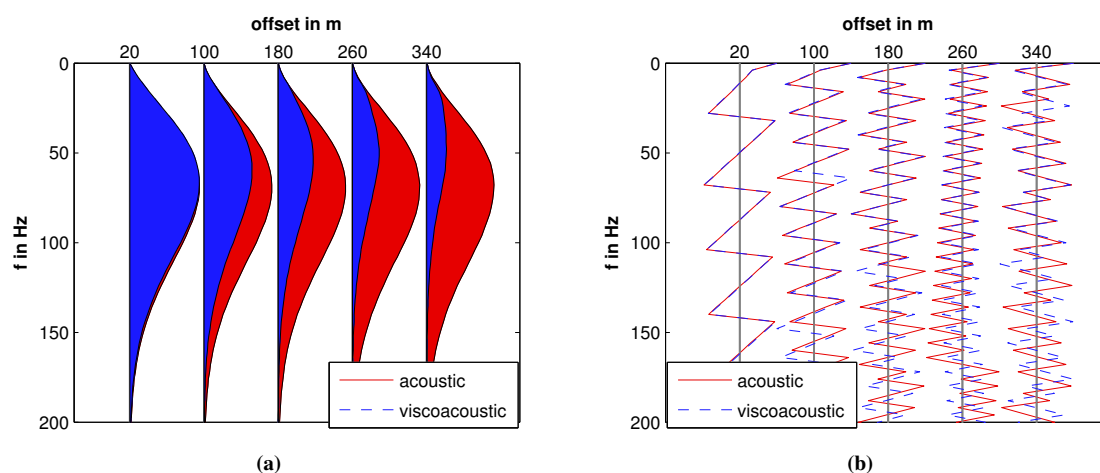 offset in m
20 100 180 260 340
0
50
100
150
200
f in Hz
acoustic
viscoacoustic
(a)
offset in m
20 100 180 260 340
0
50
100
150
200
f in Hz
acoustic
viscoacoustic
(b)